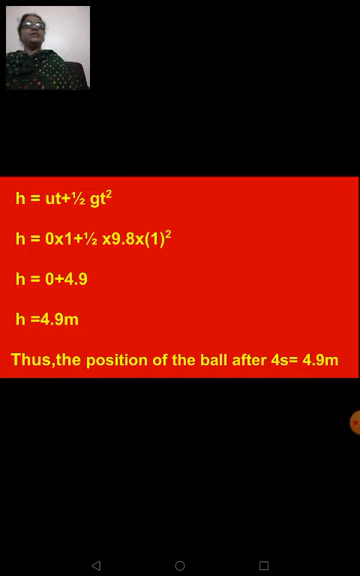 h = ut+½ gt²
h = 0x1+½ x9.8x(1)²
h = 0+4.9
h =4.9m
Thus,the position of the ball after 4s= 4.9m